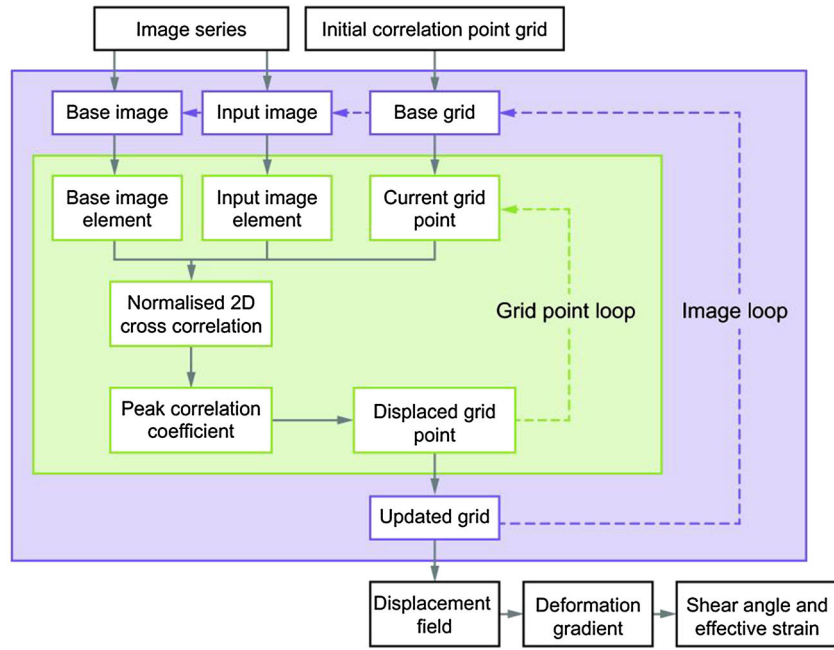 Image series
Initial correlation point grid
Base image
Input image
Base grid
Base image
element
Input image
element
Current grid
point
Normalised 2D
cross correlation
Grid point loop
Image loop
Peak correlation
coefficient
Displaced grid
point
Updated grid
Displacement
field
Deformation
gradient
Shear angle and
effective strain